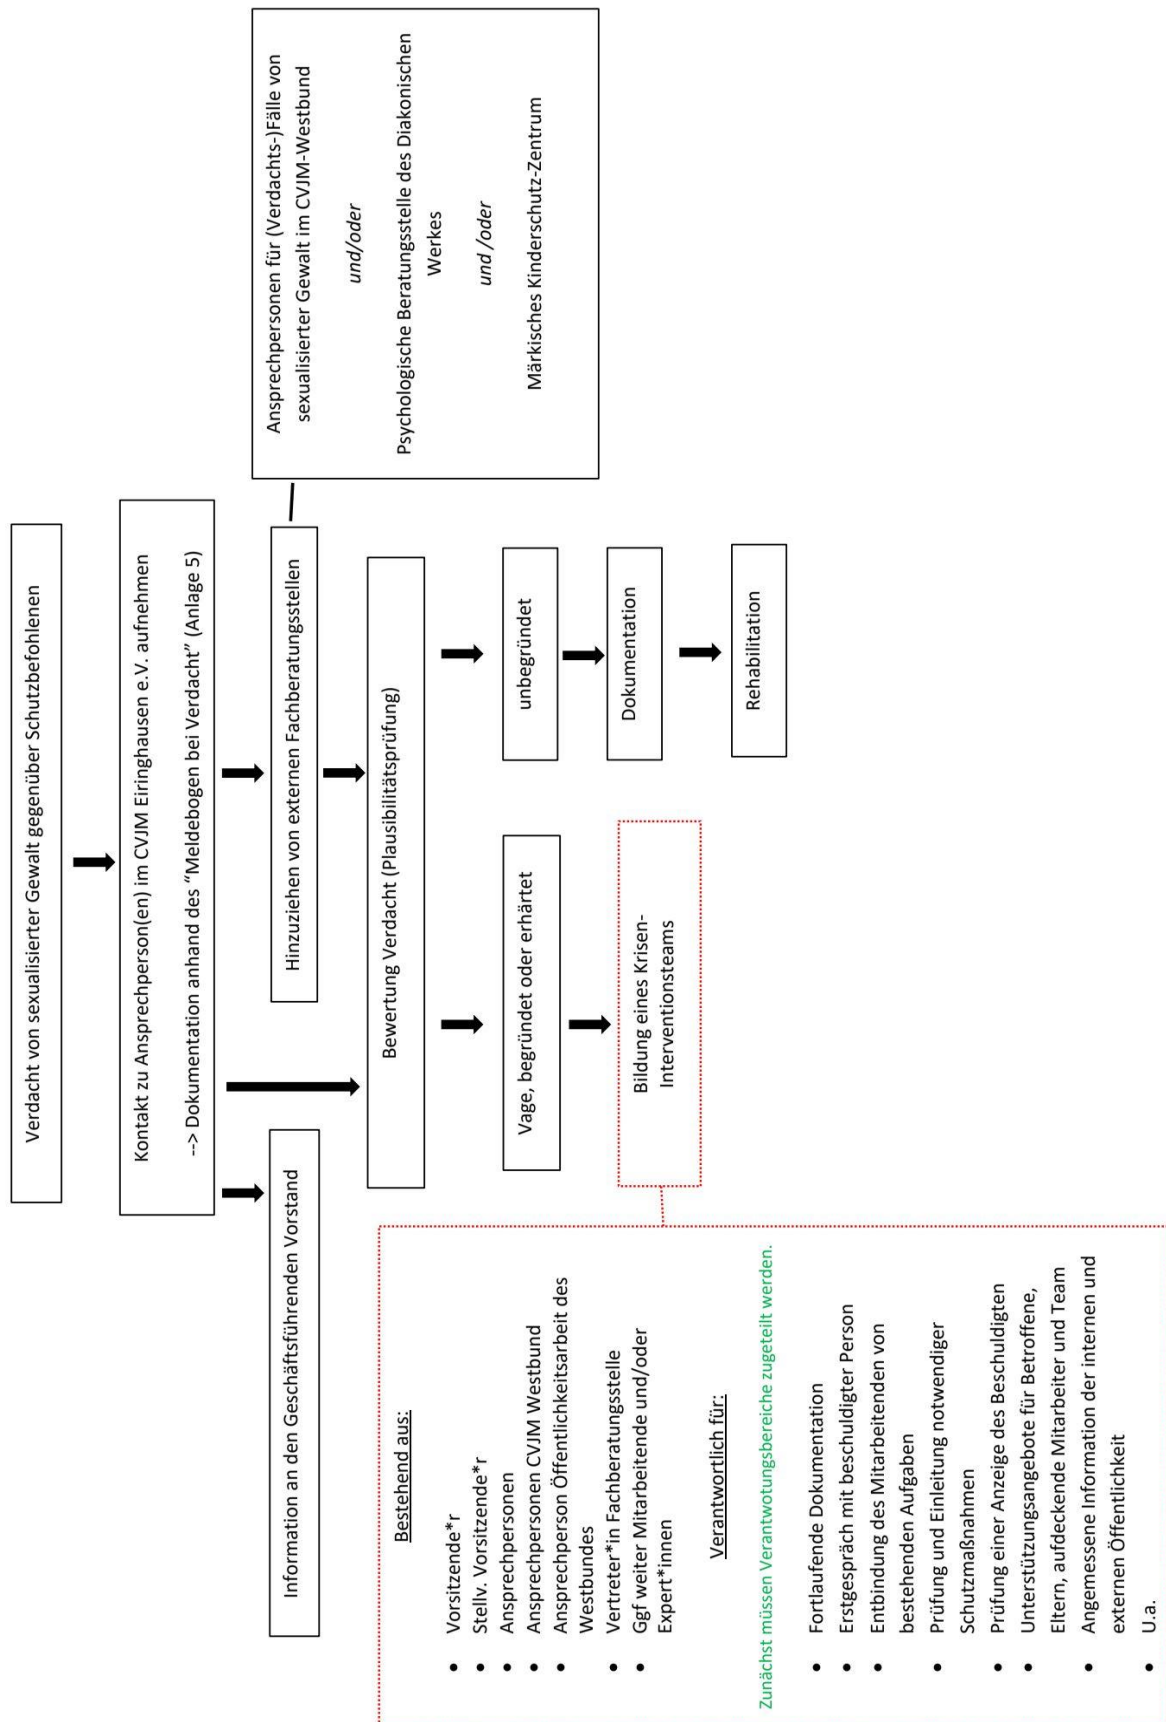 Verdacht von sexualisierter Gewalt gegenüber Schutzbefohlenen
Kontakt zu Ansprechperson(en) im CVJM Eiringhausen e.V. aufnehmen
--> Dokumentation anhand des "Meldebogen bei Verdacht" (Anlage 5)
Information an den Geschäftsführenden Vorstand
Hinzuziehen von externen Fachberatungsstellen
Ansprechpersonen für (Verdachts-)Fälle von
sexualisierter Gewalt im CVJM-Westbund
und/oder
Psychologische Beratungsstelle des Diakonischen
Werkes
und /oder
Märkisches Kinderschutz-Zentrum
Bewertung Verdacht (Plausibilitätsprüfung)
Vage, begründet oder erhärtet
unbegründet
Bildung eines Krisen-
Interventionsteams
Dokumentation
Rehabilitation
Bestehend aus:
• Vorsitzende*r
• Stellv. Vorsitzende*r
• Ansprechpersonen
• Ansprechpersonen CVJM Westbund
• Ansprechperson Öffentlichkeitsarbeit des
Westbundes
• Vertreter*in Fachberatungsstelle
• Ggf weiter Mitarbeitende und/oder
Expert*innen
Verantwortlich für:
Zunächst müssen Verantwotungsbereiche zugeteilt werden.
• Fortlaufende Dokumentation
• Erstgespräch mit beschuldigter Person
• Entbindung des Mitarbeitenden von
bestehenden Aufgaben
• Prüfung und Einleitung notwendiger
Schutzmaßnahmen
• Prüfung einer Anzeige des Beschuldigten
• Unterstützungsangebote für Betroffene,
Eltern, aufdeckende Mitarbeiter und Team
• Angemessene Information der internen und
externen Öffentlichkeit
• U.a.